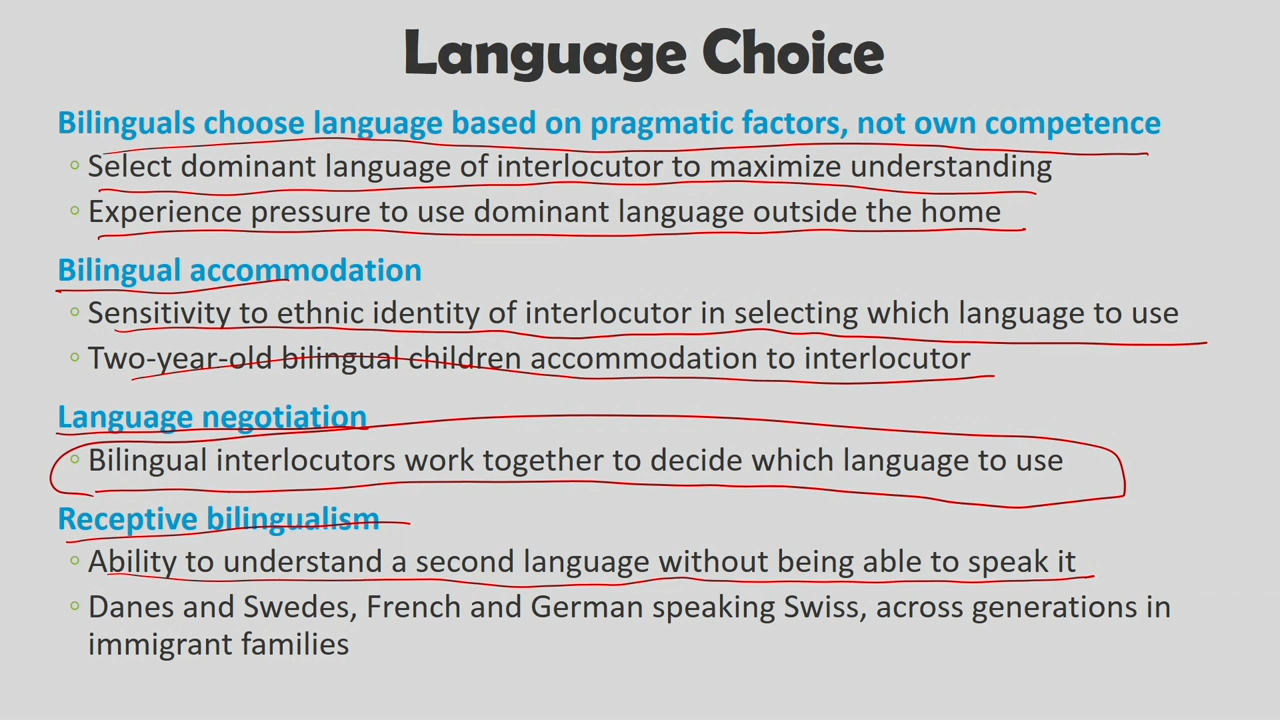 Language Choice
Bilinguals choose language based on pragmatic factors, not own competence
◦ Select dominant language of interlocutor to maximize understanding
◦ Experience pressure to use dominant language outside the home
Bilingual accommodation
◦ Sensitivity to ethnic identity of interlocutor in selecting which language to use
◦ Two-year-old bilingual children accommodation to interlocutor
Language negotiation
◦ Bilingual interlocutors work together to decide which language to use
Receptive bilingualism
◦ Ability to understand a second language without being able to speak it
◦ Danes and Swedes, French and German speaking Swiss, across generations in
immigrant families